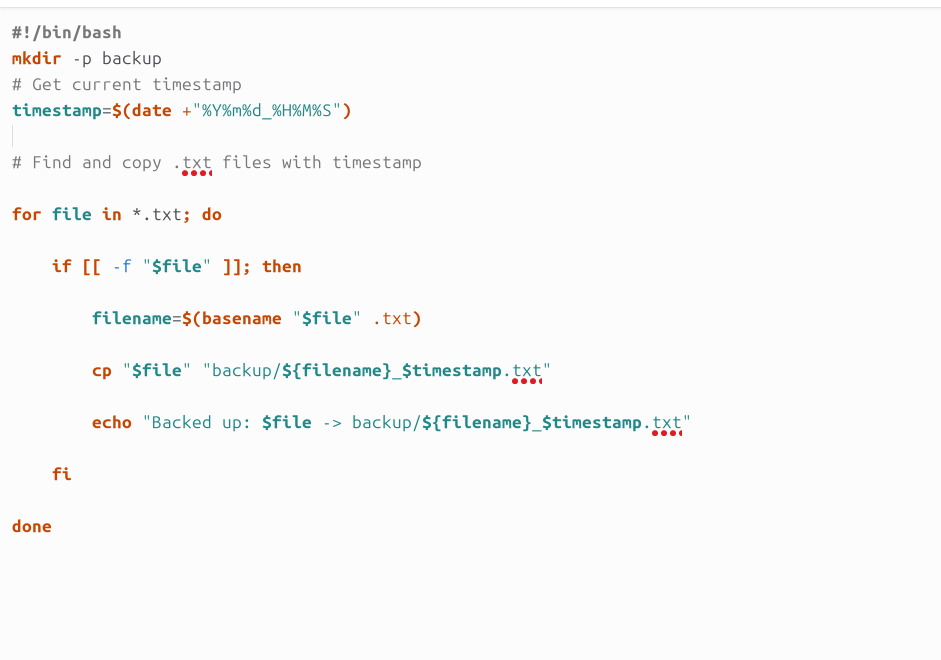 #!/bin/bash
mkdir -p backup
# Get current timestamp
timestamp=$(date +"%Y%m%d_%H%M%S")
# Find and copy .txt files with timestamp
for file in *.txt; do
if [[ -f "$file" ]]; then
filename=$(basename "$file" .txt)
cp "$file" "backup/${filename}_$timestamp.txt"
echo "Backed up: $file -> backup/${filename}_$timestamp.txt"
fi
done